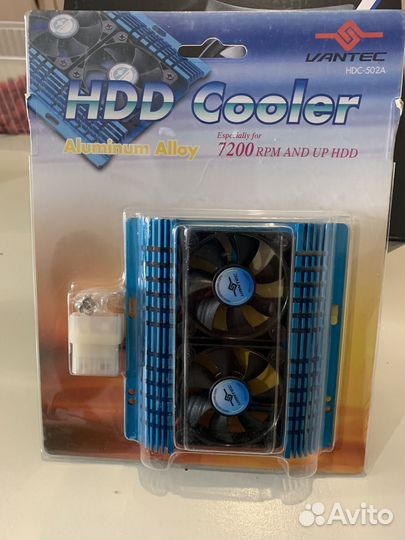 VANTEC
HDC-502A
HDD Cooler
Aluminum Alloy
Especially for
7200 RPM AND UP HDD
Avito